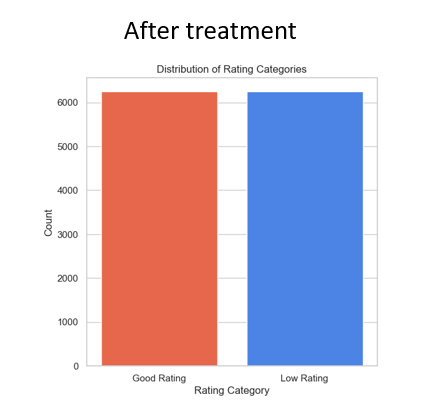 After treatment
Distribution of Rating Categories
6000
5000
4000
3000
2000
1000
0
Count
Good Rating
Low Rating
Rating Category